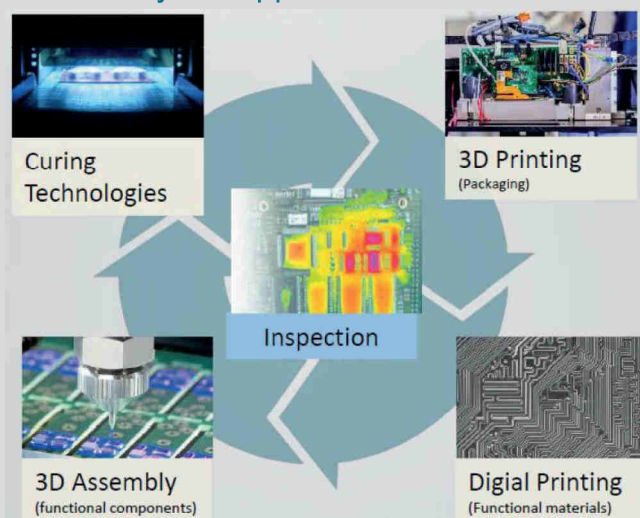 Curing
Technologies
3D Printing
(Packaging)
Inspection
3D Assembly
(functional components)
Digial Printing
(Functional materials)